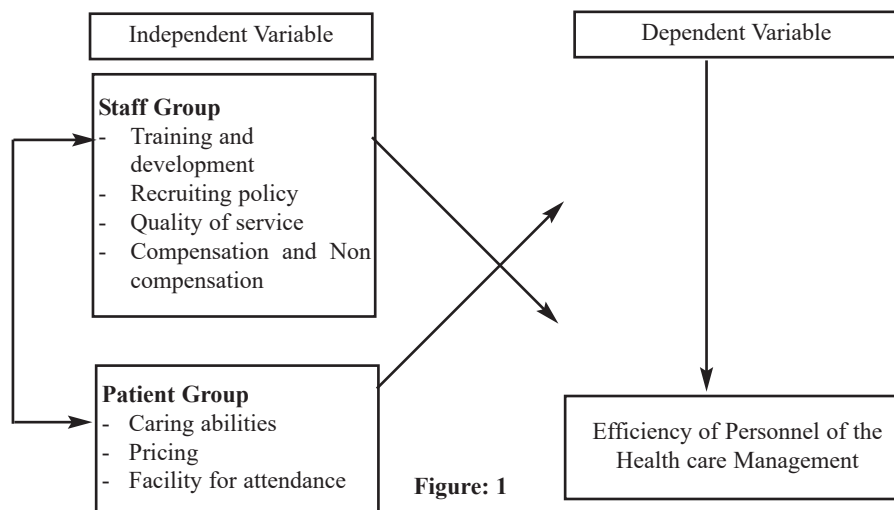 Independent Variable
Dependent Variable
Staff Group
- Training and
development
- Recruiting policy
- Quality of service
- Compensation and Non
compensation
Patient Group
- Caring abilities
- Pricing
- Facility for attendance
Efficiency of Personnel of the
Health care Management
Figure: 1